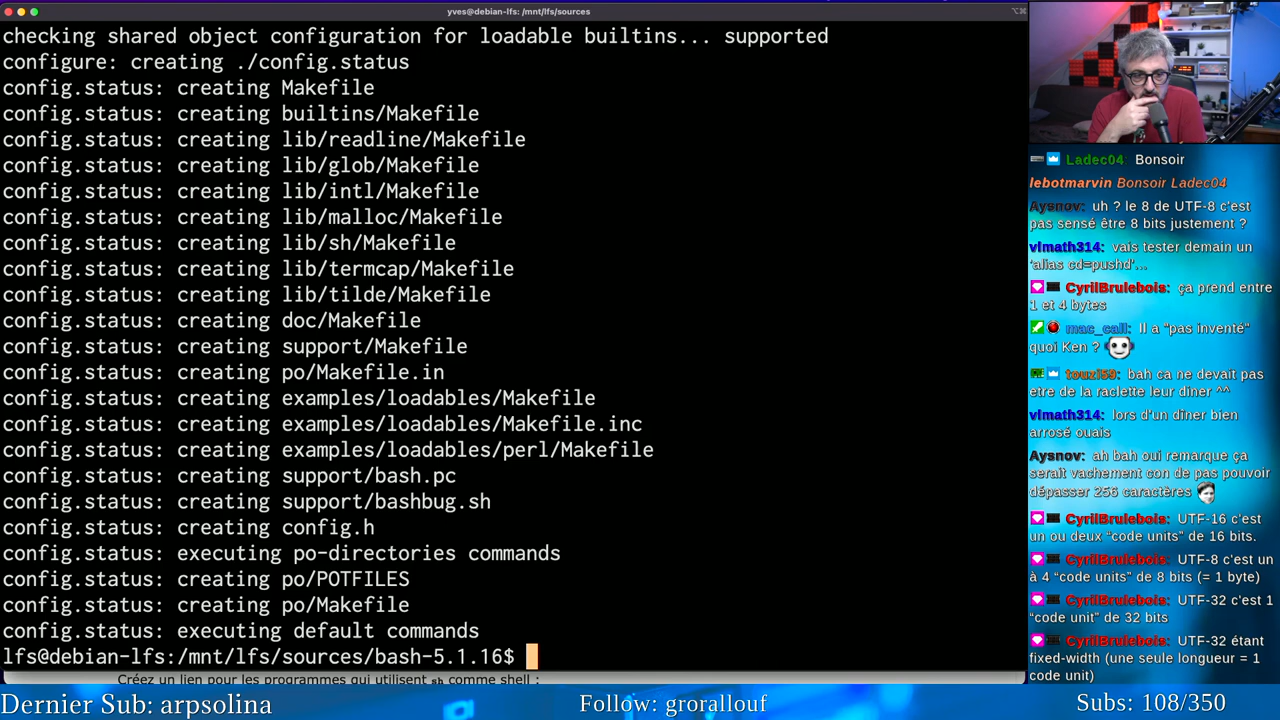 yves@debian-lfs: /mnt/lfs/sources
checking shared object configuration for loadable builtins... supported
configure: creating ./config.status
config.status: creating Makefile
config.status: creating builtins/Makefile
config.status: creating lib/readline/Makefile
config.status: creating lib/glob/Makefile
config.status: creating lib/intl/Makefile
config.status: creating lib/malloc/Makefile
config.status: creating lib/sh/Makefile
config.status: creating lib/termcap/Makefile
config.status: creating lib/tilde/Makefile
config.status: creating doc/Makefile
config.status: creating support/Makefile
config.status: creating po/Makefile.in
config.status: creating examples/loadables/Makefile
config.status: creating examples/loadables/Makefile.inc
config.status: creating examples/loadables/perl/Makefile
config.status: creating support/bash.pc
config.status: creating support/bashbug.sh
config.status: creating config.h
config.status: executing po-directories commands
config.status: creating po/POTFILES
config.status: creating po/Makefile
config.status: executing default commands
lfs@debian-lfs:/mnt/lfs/sources/bash-5.1.16$
Créez un lien pour les programmes qui utilisent sh comme shell :
Ladec04: Bonsoir
lebotmarvin Bonsoir Ladec04
Aysnov: uh ? le 8 de UTF-8 c'est
pas sensé être 8 bits justement ?
vlmath314: vais tester demain un
‘alias cd=pushd’...
CyrilBrulebois: ça prend entre
1 et 4 bytes
mac_call: Il a “pas inventé”
quoi Ken ?
touzi59: bah ca ne devait pas
etre de la raclette leur diner ^^
vlmath314: lors d'un dîner bien
arrosé ouais
Aysnov: ah bah oui remarque ça
serait vachement con de pas pouvoir
dépasser 256 caractères
CyrilBrulebois: UTF-16 c'est
un ou deux “code units” de 16 bits.
CyrilBrulebois: UTF-8 c'est un
à 4 “code units” de 8 bits (= 1 byte)
CyrilBrulebois: UTF-32 c'est 1
“code unit” de 32 bits
CyrilBrulebois: UTF-32 étant
fixed-width (une seule longueur = 1
code unit)
Dernier Sub: arpsolina
Follow: grorallouf
Subs: 108/350